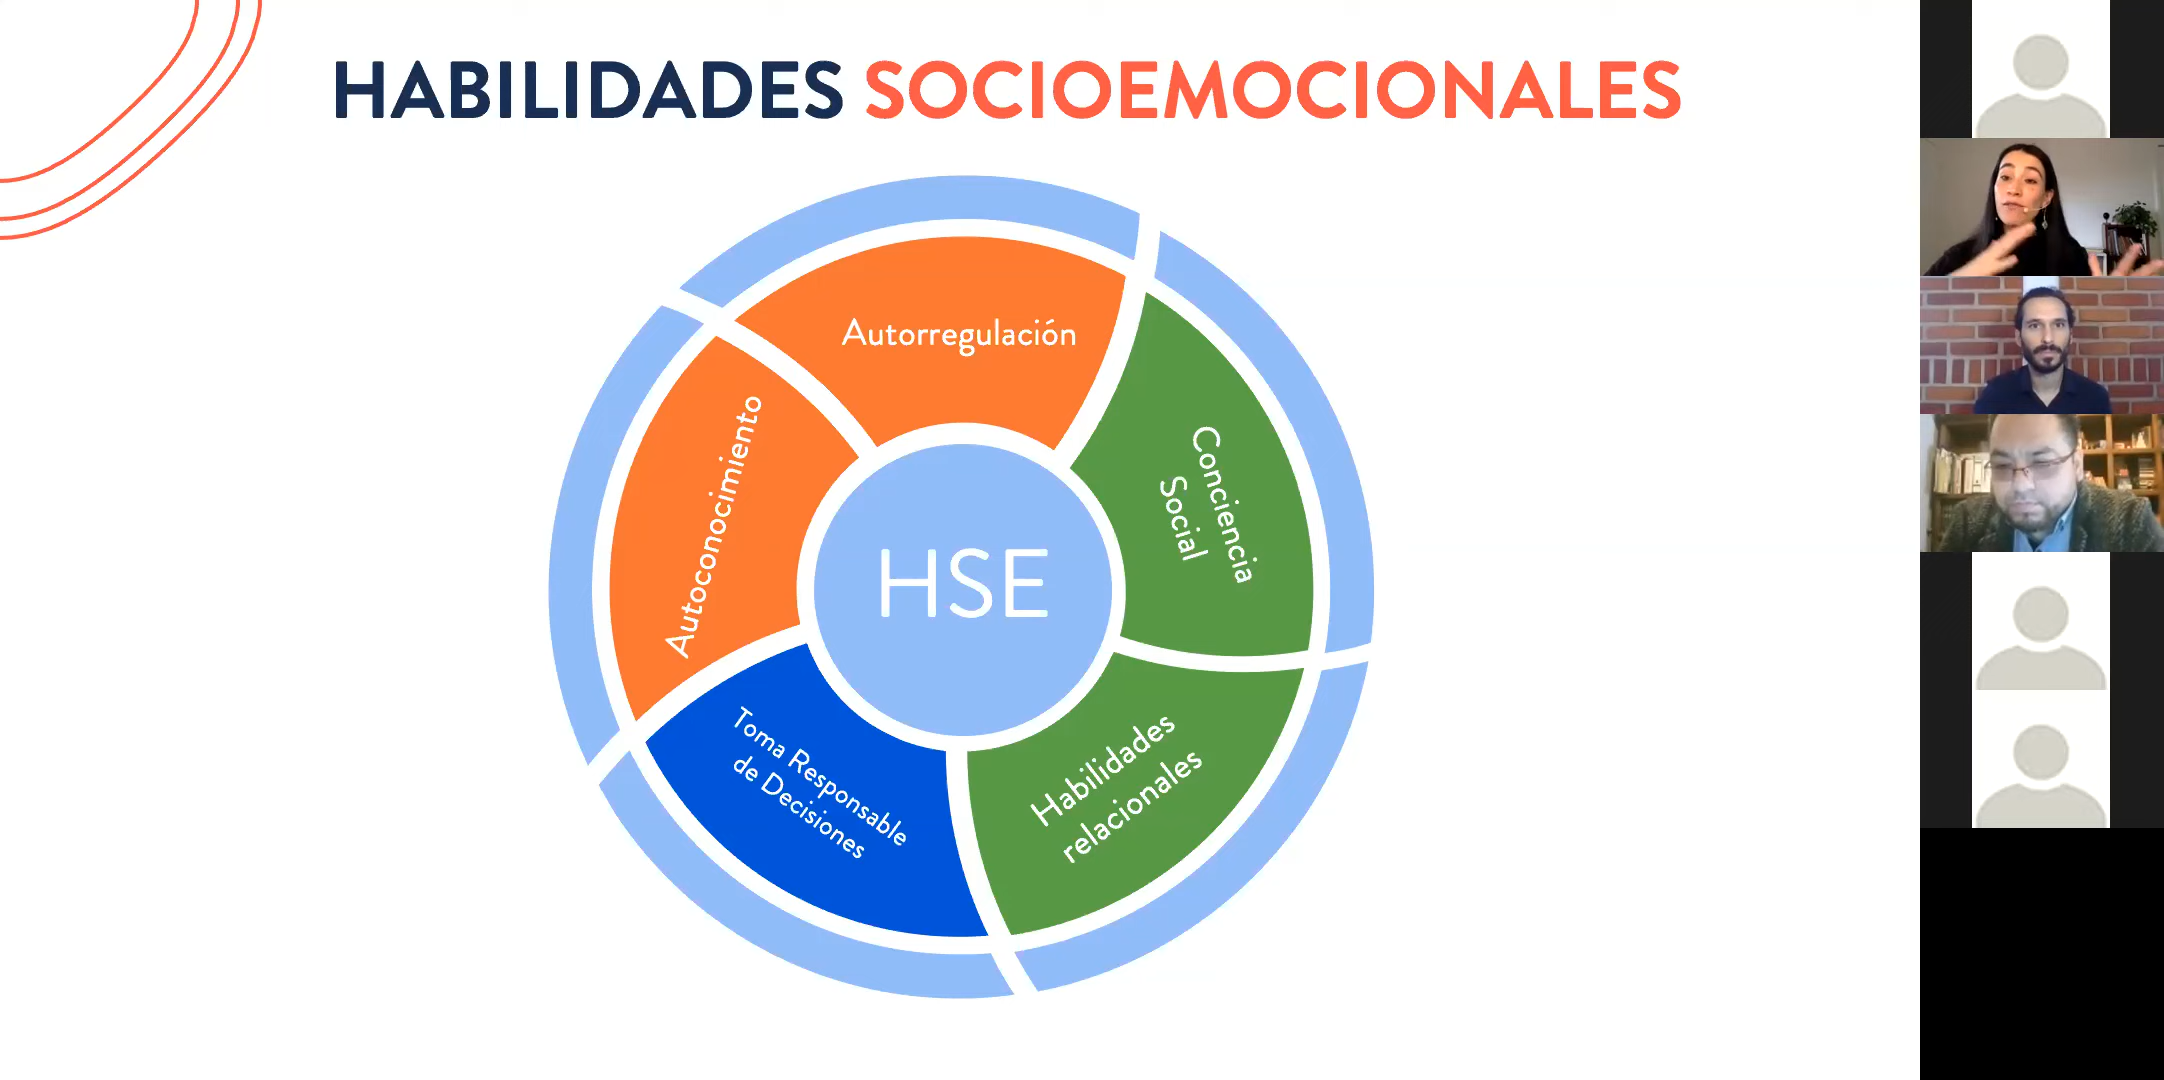 HABILIDADES SOCIOEMOCIONALES
Autorregulación
Conciencia
Social
Habilidades
relacionales
Toma Responsable
de Decisiones
Autoconocimiento
HSE